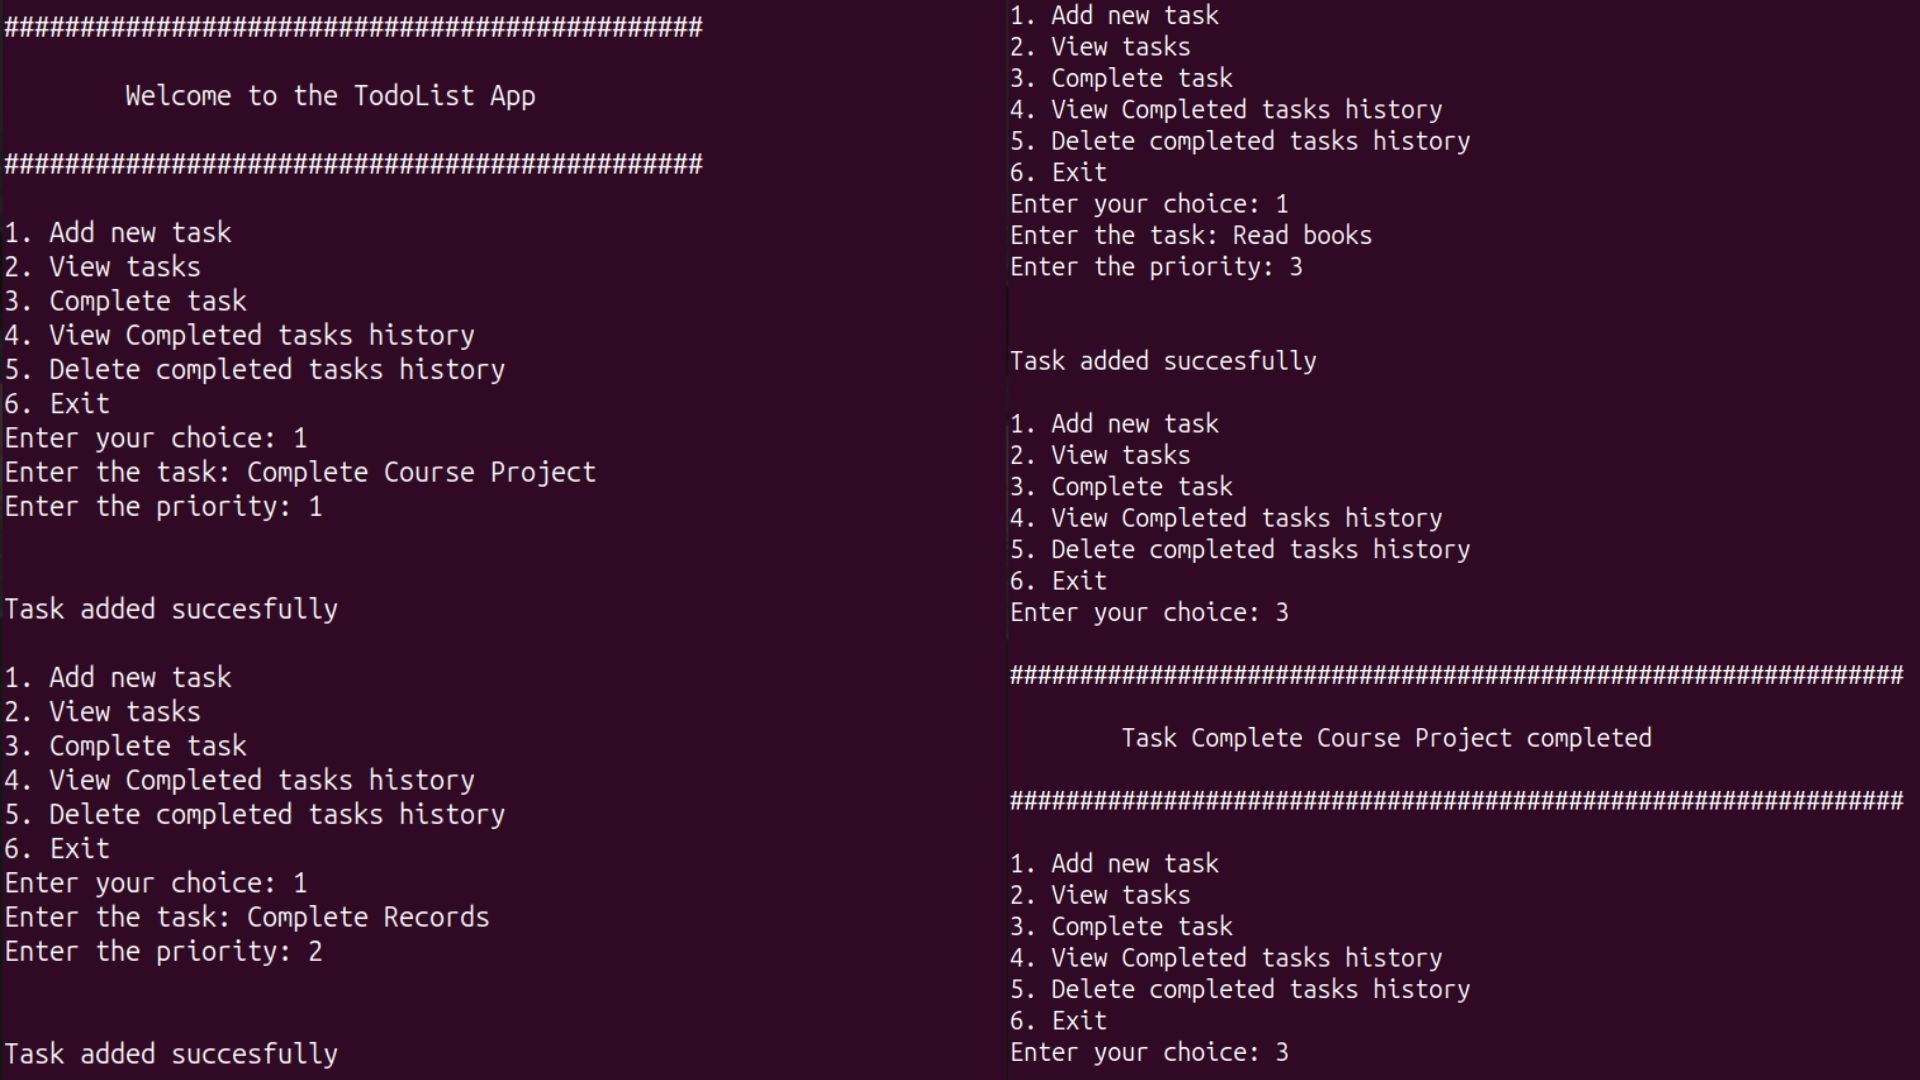 ##############################################
Welcome to the TodoList App
##############################################
1. Add new task
2. View tasks
3. Complete task
4. View Completed tasks history
5. Delete completed tasks history
6. Exit
Enter your choice: 1
Enter the task: Complete Course Project
Enter the priority: 1
Task added succesfully
1. Add new task
2. View tasks
3. Complete task
4. View Completed tasks history
5. Delete completed tasks history
6. Exit
Enter your choice: 1
Enter the task: Complete Records
Enter the priority: 2
Task added succesfully
1. Add new task
2. View tasks
3. Complete task
4. View Completed tasks history
5. Delete completed tasks history
6. Exit
Enter your choice: 1
Enter the task: Read books
Enter the priority: 3
Task added succesfully
1. Add new task
2. View tasks
3. Complete task
4. View Completed tasks history
5. Delete completed tasks history
6. Exit
Enter your choice: 3
################################################################
Task Complete Course Project completed
################################################################
1. Add new task
2. View tasks
3. Complete task
4. View Completed tasks history
5. Delete completed tasks history
6. Exit
Enter your choice: 3